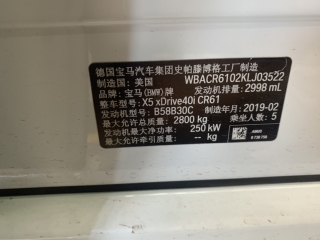 德国宝马汽车集团史帕滕博格工厂制造
制造国: 美国 WBACR6102KLJ03522
品牌: 宝马(BMW)牌 发动机排量: 2998 mL
整车型号: X5 xDrive40i CR61
发动机型号: B58B30C 制造年月: 2019-02
最大允许总质量: 2800 kg 乘坐人数: 5
最大净功率: 250 kW
最大允许牵引质量: -- kg